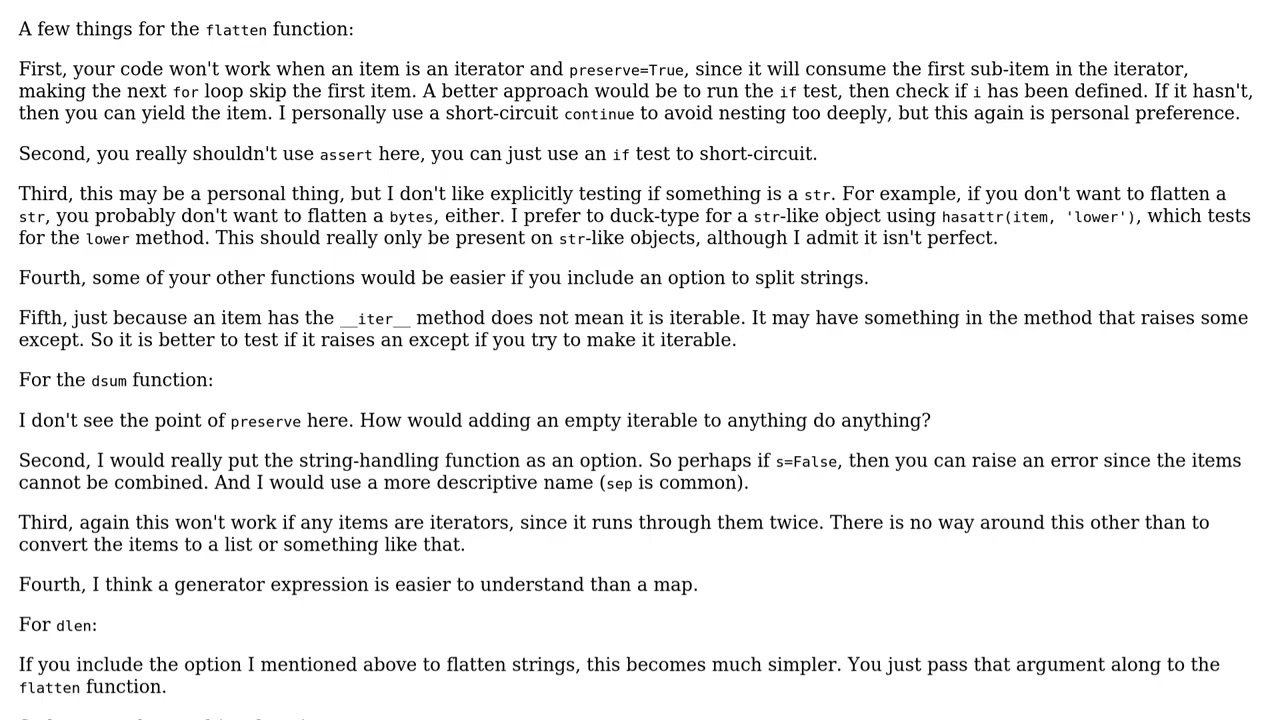 A few things for the flatten function:
First, your code won't work when an item is an iterator and preserve=True, since it will consume the first sub-item in the iterator,
making the next for loop skip the first item. A better approach would be to run the if test, then check if i has been defined. If it hasn't,
then you can yield the item. I personally use a short-circuit continue to avoid nesting too deeply, but this again is personal preference.
Second, you really shouldn't use assert here, you can just use an if test to short-circuit.
Third, this may be a personal thing, but I don't like explicitly testing if something is a str. For example, if you don't want to flatten a
str, you probably don't want to flatten a bytes, either. I prefer to duck-type for a str-like object using hasattr(item, 'lower'), which tests
for the lower method. This should really only be present on str-like objects, although I admit it isn't perfect.
Fourth, some of your other functions would be easier if you include an option to split strings.
Fifth, just because an item has the __iter__ method does not mean it is iterable. It may have something in the method that raises some
except. So it is better to test if it raises an except if you try to make it iterable.
For the dsum function:
I don't see the point of preserve here. How would adding an empty iterable to anything do anything?
Second, I would really put the string-handling function as an option. So perhaps if s=False, then you can raise an error since the items
cannot be combined. And I would use a more descriptive name (sep is common).
Third, again this won't work if any items are iterators, since it runs through them twice. There is no way around this other than to
convert the items to a list or something like that.
Fourth, I think a generator expression is easier to understand than a map.
For dlen:
If you include the option I mentioned above to flatten strings, this becomes much simpler. You just pass that argument along to the
flatten function.